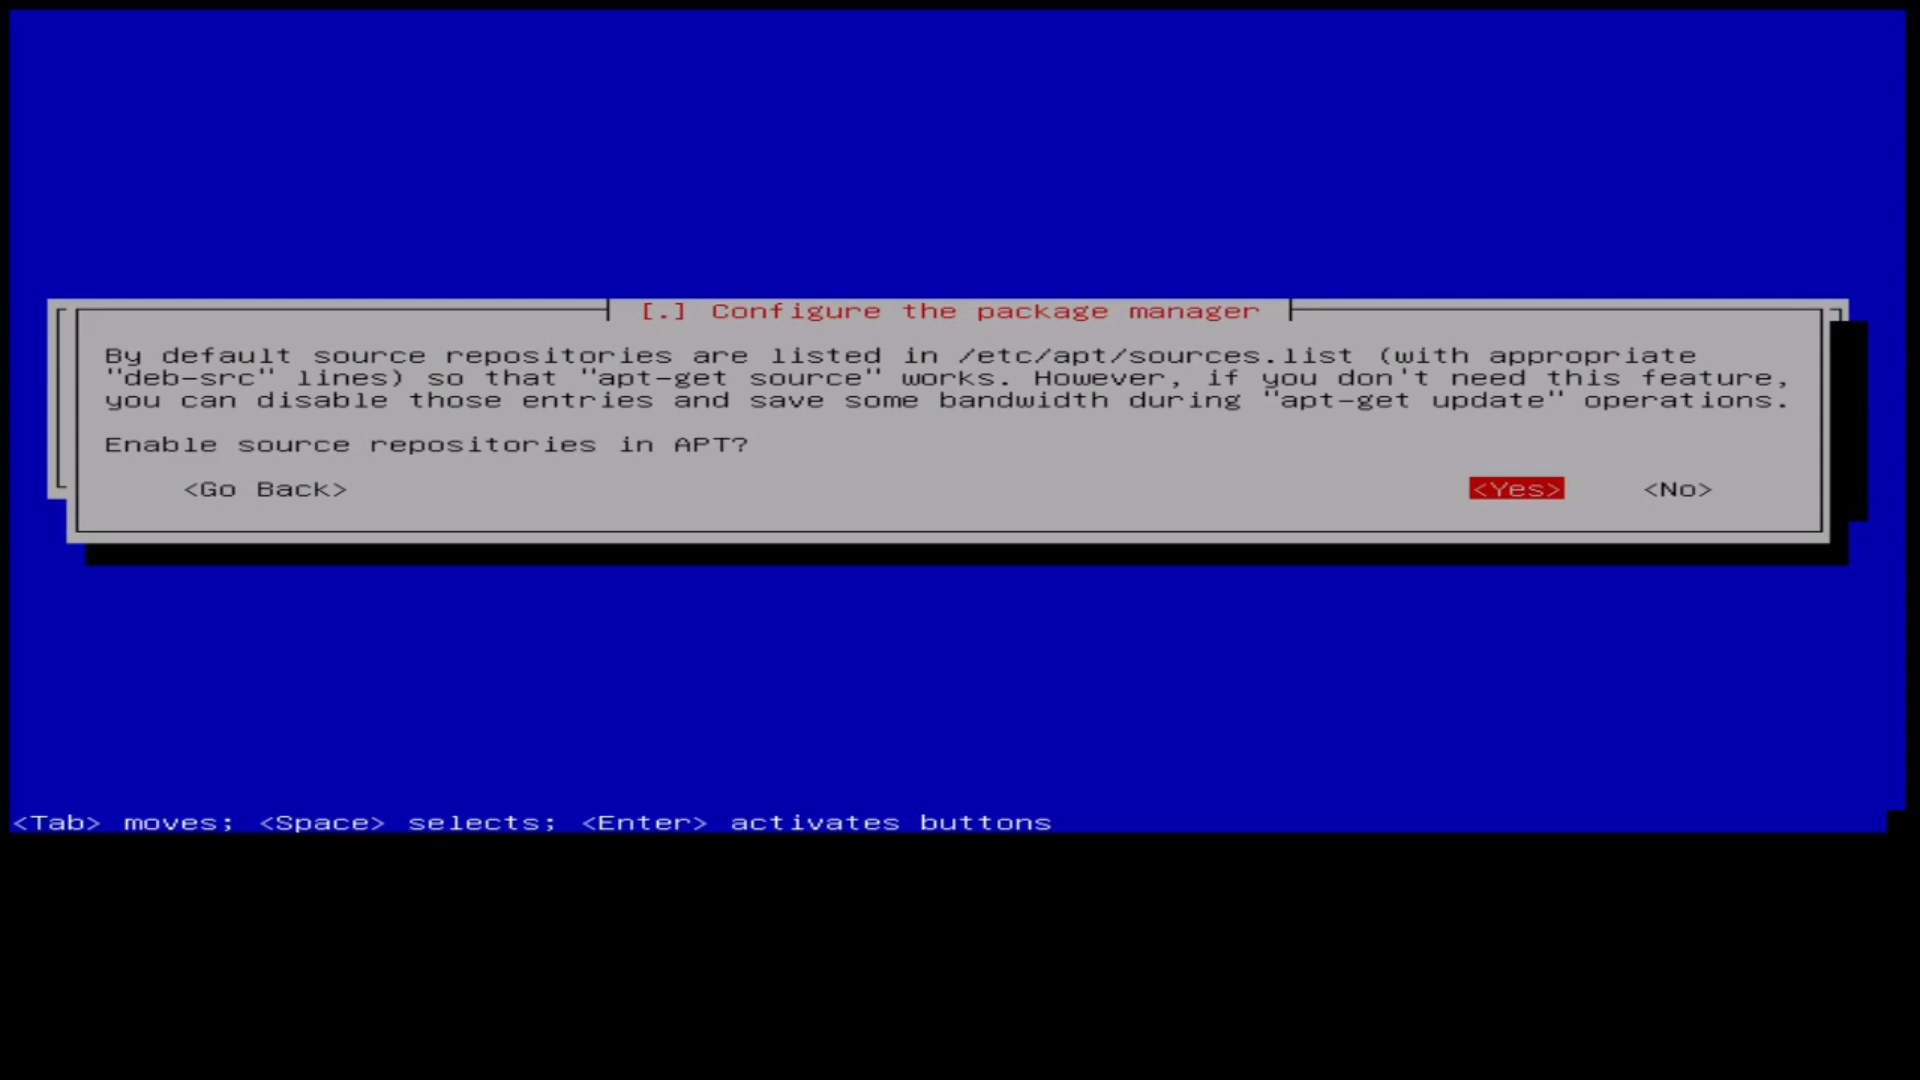 [.] Configure the package manager
By default source repositories are listed in /etc/apt/sources.list (with appropriate
"deb-src" lines) so that "apt-get source" works. However, if you don't need this feature,
you can disable those entries and save some bandwidth during "apt-get update" operations.
Enable source repositories in APT?
<Go Back> <Yes> <No>
<Tab> moves; <Space> selects; <Enter> activates buttons